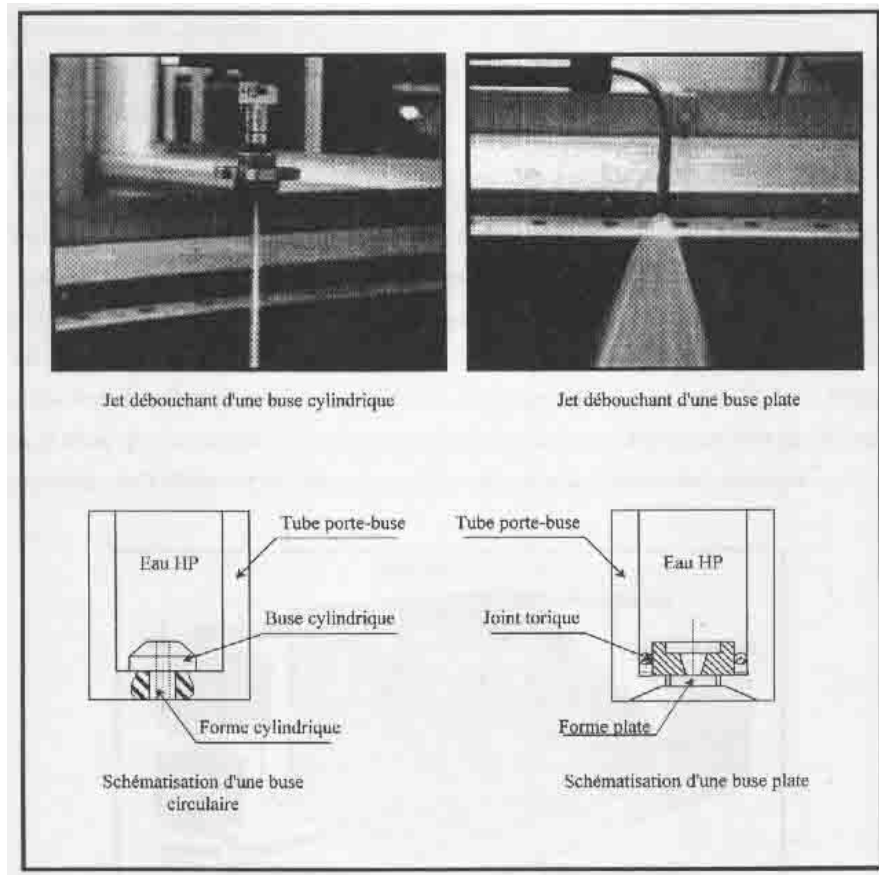 Jet débouchant d'une buse cylindrique
Jet débouchant d'une buse plate
Tube porte-buse
Eau HP
Buse cylindrique
Forme cylindrique
Schématisation d'une buse
circulaire
Tube porte-buse
Eau HP
Joint torique
Forme plate
Schématisation d'une buse plate